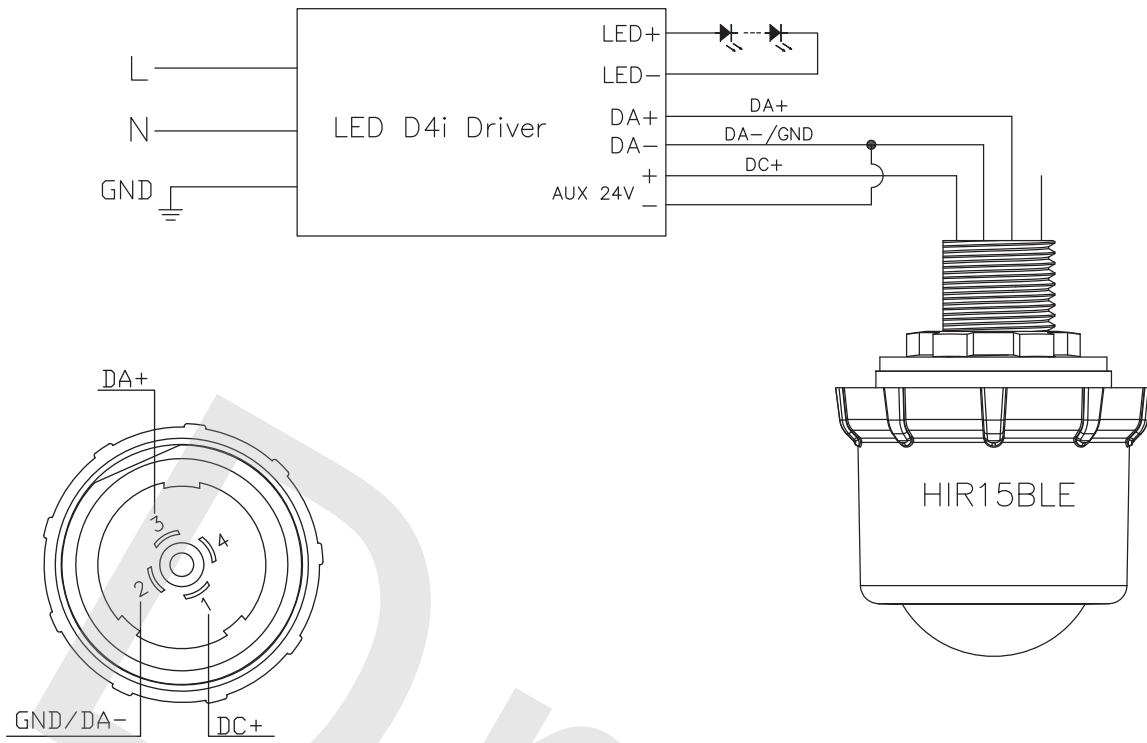 LED+
L
LED-
LED D4i Driver
DA+
DA+
DA-
DA-/GND
GND
+
DC+
AUX 24V
-
N
HIR15BLE
DA+
3
4
2
1
GND/DA-
DC+